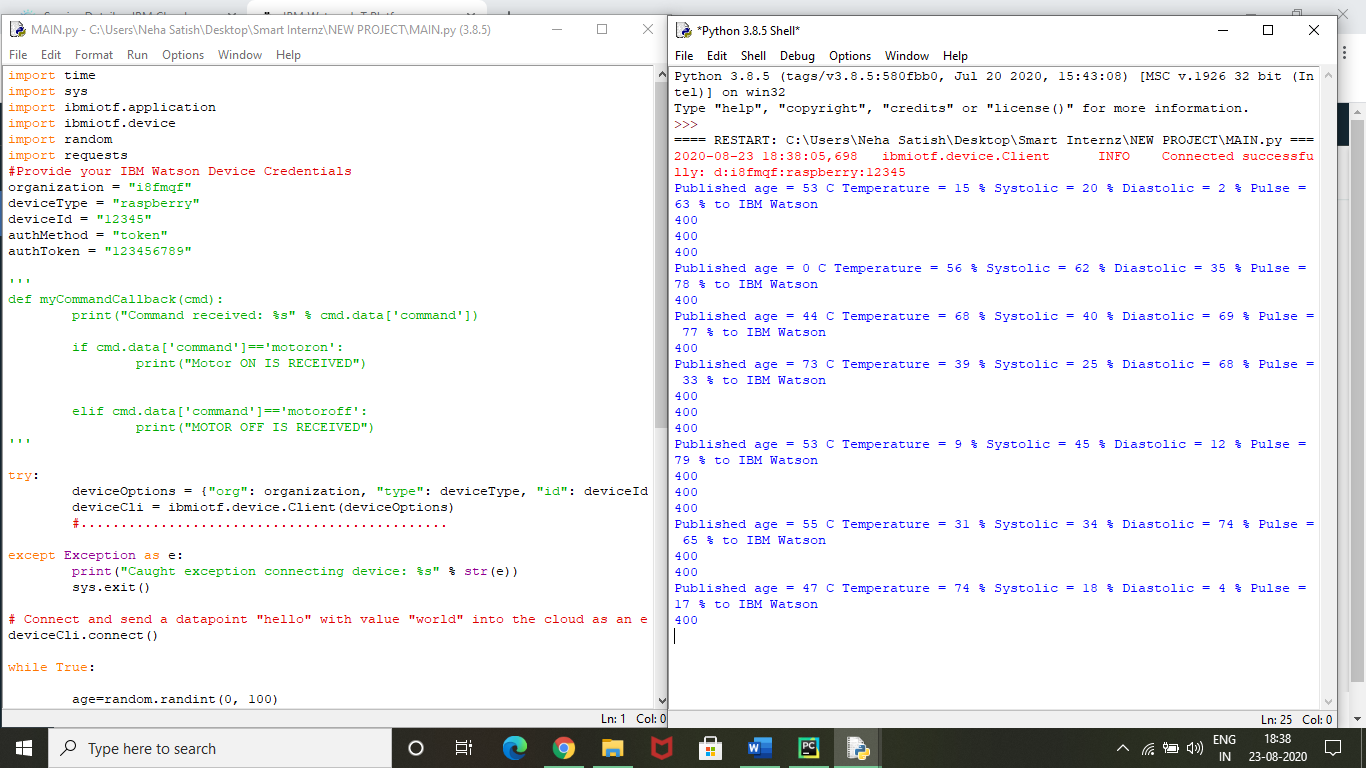 MAIN.py - C:\Users\Neha Satish\Desktop\Smart Internz\NEW PROJECT\MAIN.py (3.8.5)
File Edit Format Run Options Window Help
import time
import sys
import ibmiotf.application
import ibmiotf.device
import random
import requests
#Provide your IBM Watson Device Credentials
organization = "i8fmqf"
deviceType = "raspberry"
deviceId = "12345"
authMethod = "token"
authToken = "123456789"
'''
def myCommandCallback(cmd):
print("Command received: %s" % cmd.data['command'])
if cmd.data['command']=='motoron':
print("Motor ON IS RECEIVED")
elif cmd.data['command']=='motoroff':
print("MOTOR OFF IS RECEIVED")
'''
try:
deviceOptions = {"org": organization, "type": deviceType, "id": deviceId
deviceCli = ibmiotf.device.Client(deviceOptions)
#..............................................
except Exception as e:
print("Caught exception connecting device: %s" % str(e))
sys.exit()
# Connect and send a datapoint "hello" with value "world" into the cloud as an e
deviceCli.connect()
while True:
age=random.randint(0, 100)
Ln: 1 Col: 0
*Python 3.8.5 Shell*
File Edit Shell Debug Options Window Help
Python 3.8.5 (tags/v3.8.5:580fbb0, Jul 20 2020, 15:43:08) [MSC v.1926 32 bit (In
tel)] on win32
Type "help", "copyright", "credits" or "license()" for more information.
>>>
==== RESTART: C:\Users\Neha Satish\Desktop\Smart Internz\NEW PROJECT\MAIN.py ===
2020-08-23 18:38:05,698 ibmiotf.device.Client INFO Connected successfu
lly: d:i8fmqf:raspberry:12345
Published age = 53 C Temperature = 15 % Systolic = 20 % Diastolic = 2 % Pulse =
63 % to IBM Watson
400
400
400
Published age = 0 C Temperature = 56 % Systolic = 62 % Diastolic = 35 % Pulse =
78 % to IBM Watson
400
Published age = 44 C Temperature = 68 % Systolic = 40 % Diastolic = 69 % Pulse =
77 % to IBM Watson
400
Published age = 73 C Temperature = 39 % Systolic = 25 % Diastolic = 68 % Pulse =
33 % to IBM Watson
400
400
400
Published age = 53 C Temperature = 9 % Systolic = 45 % Diastolic = 12 % Pulse =
79 % to IBM Watson
400
400
400
Published age = 55 C Temperature = 31 % Systolic = 34 % Diastolic = 74 % Pulse =
65 % to IBM Watson
400
400
Published age = 47 C Temperature = 74 % Systolic = 18 % Diastolic = 4 % Pulse =
17 % to IBM Watson
400
Ln: 25 Col: 0
Type here to search
ENG
IN
18:38
23-08-2020